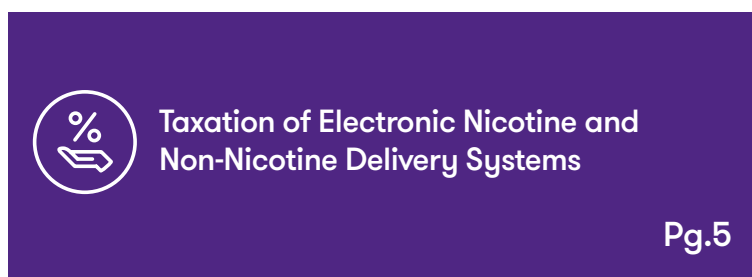 %
Taxation of Electronic Nicotine and
Non-Nicotine Delivery Systems
Pg.5